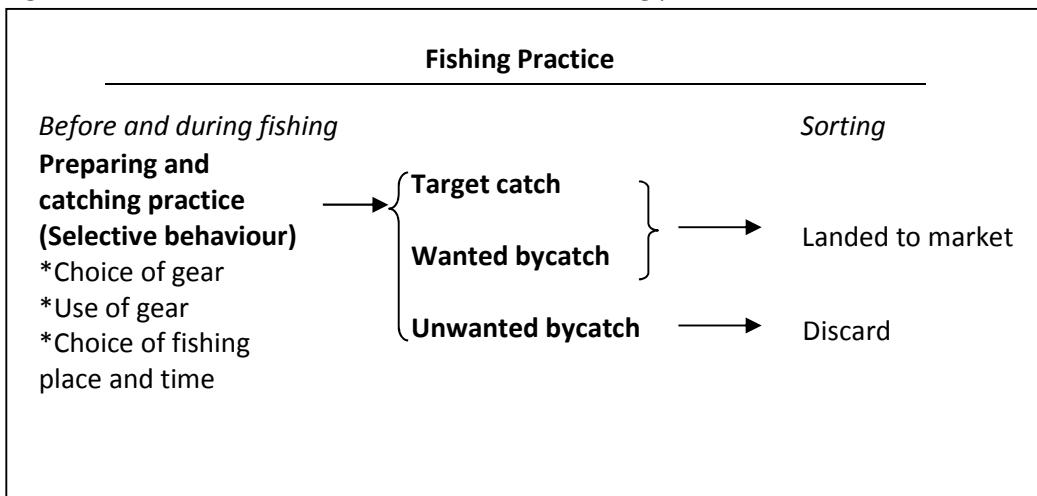 Fishing Practice
Before and during fishing
Preparing and
catching practice
(Selective behaviour)
*Choice of gear
*Use of gear
*Choice of fishing
place and time
Target catch
Wanted bycatch
Unwanted bycatch
Sorting
Landed to market
Discard